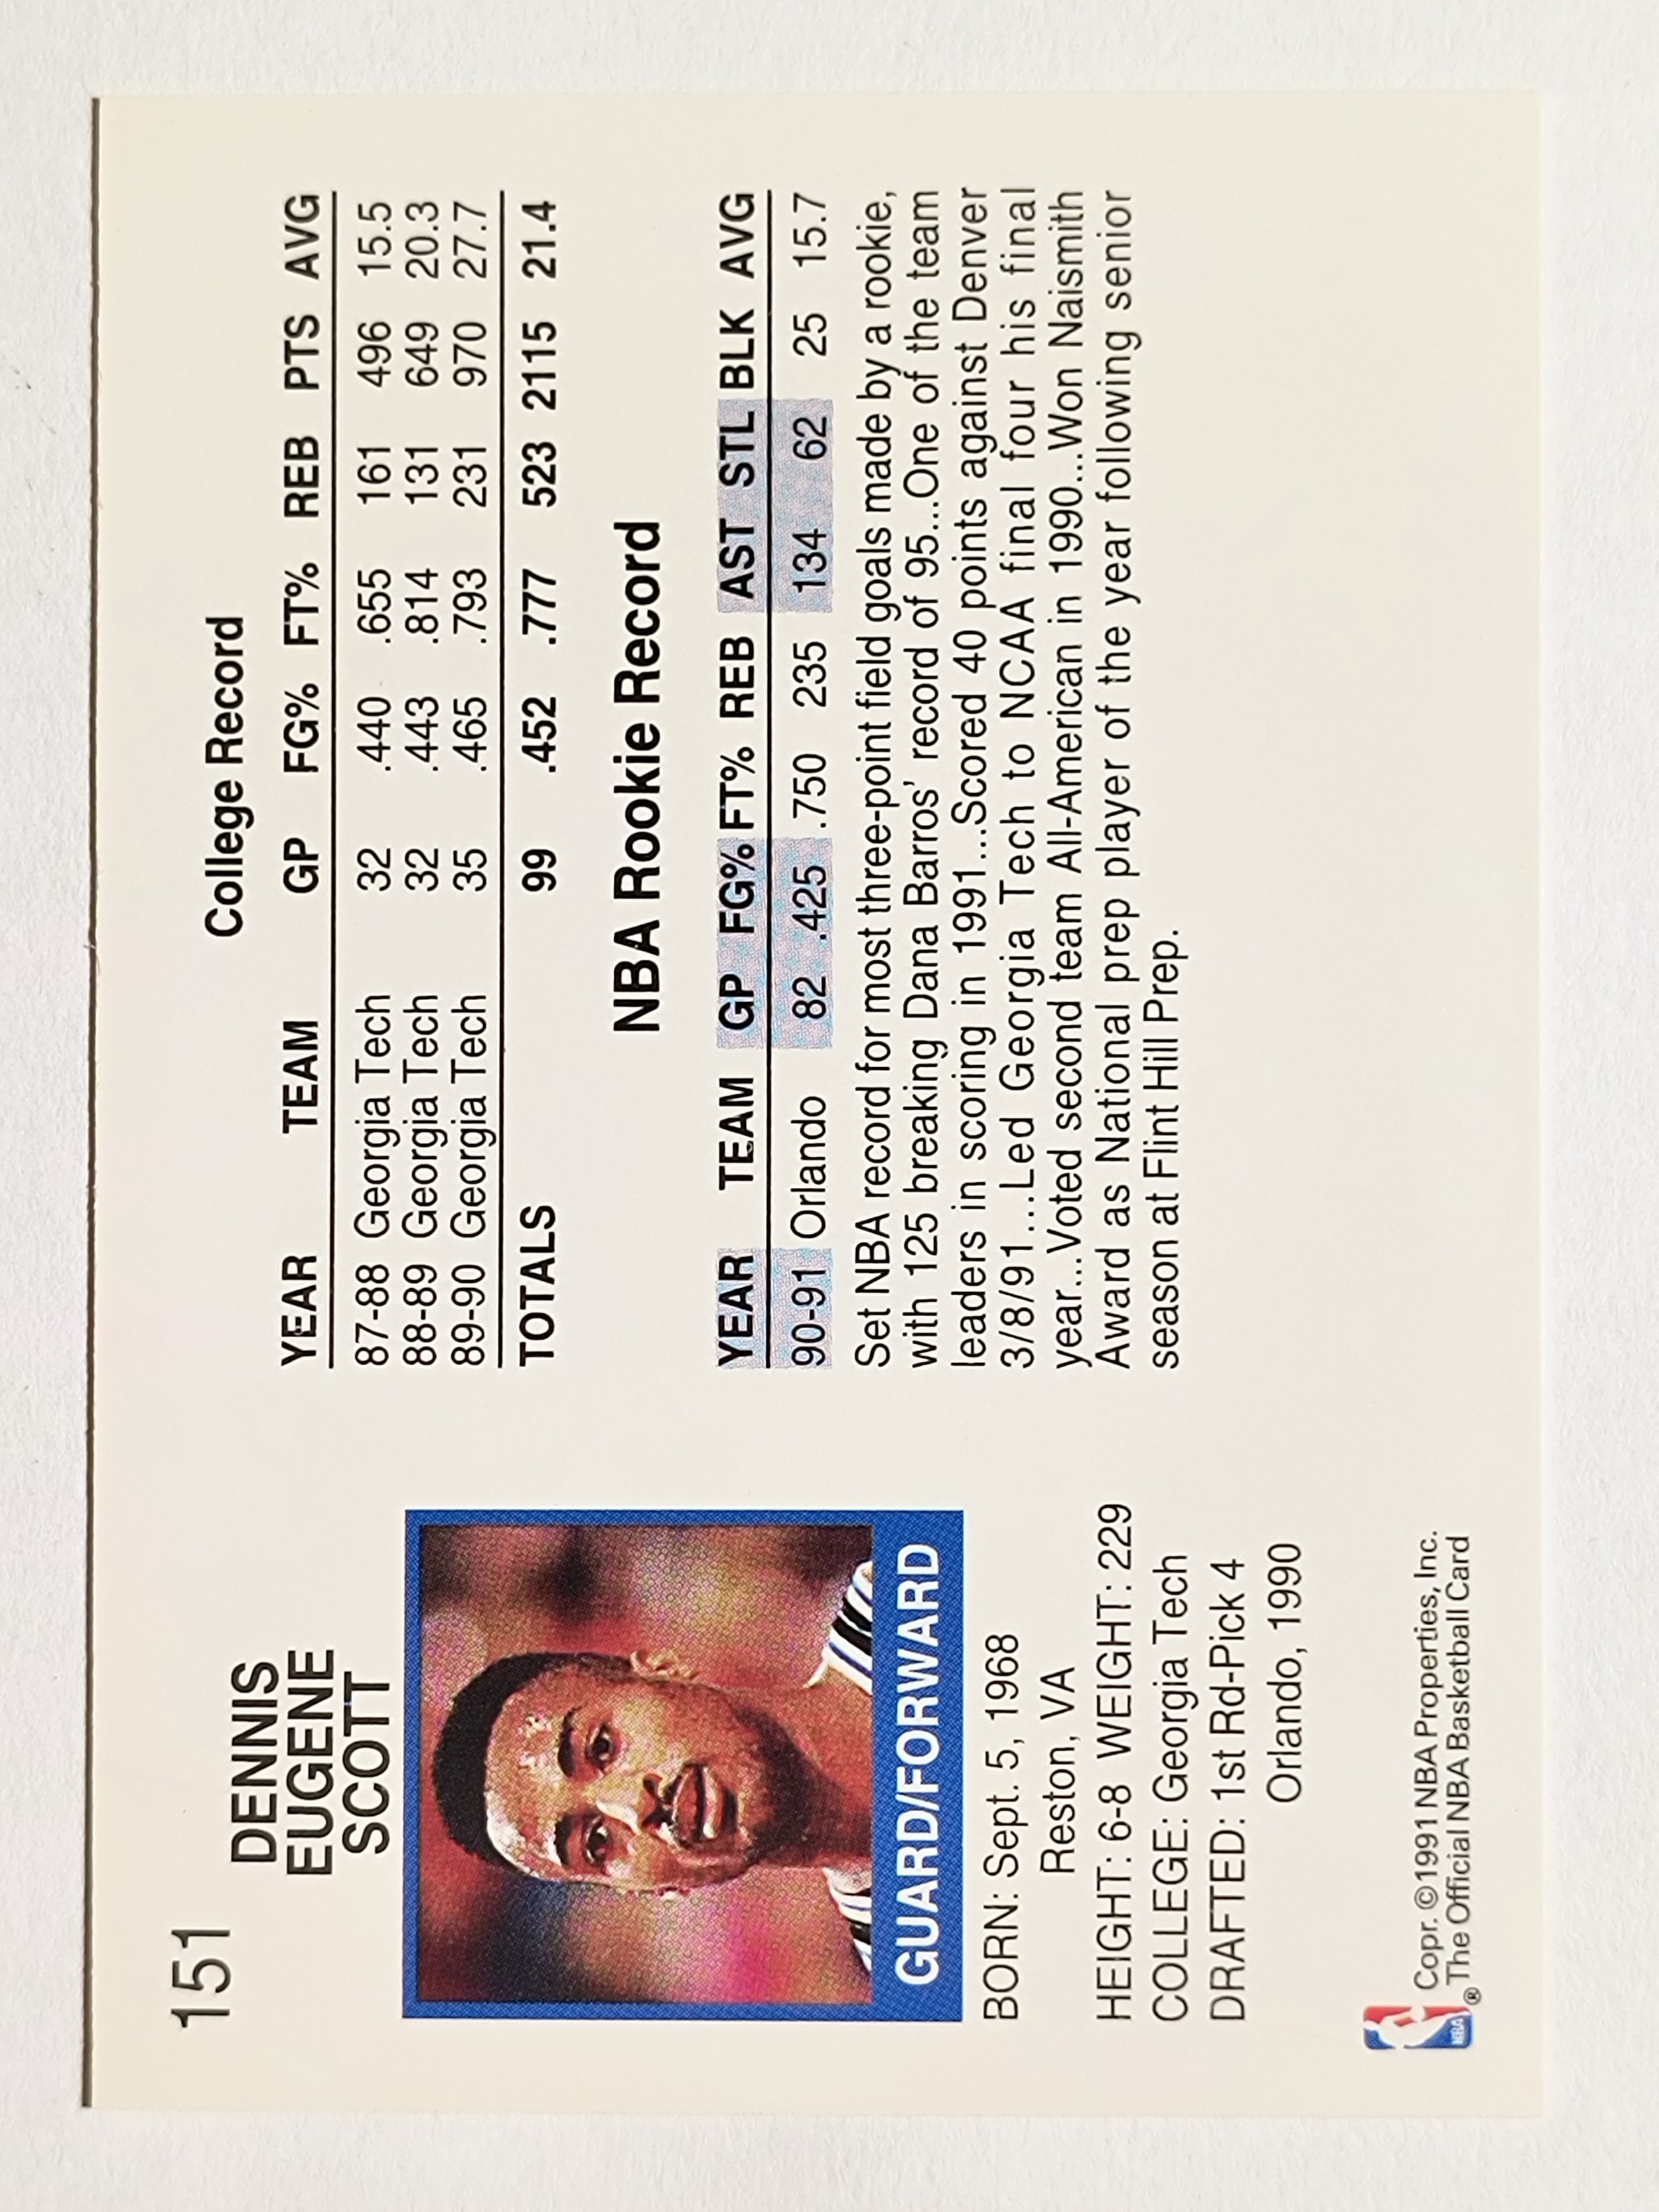 151
DENNIS
EUGENE
SCOTT
GUARD/FORWARD
BORN: Sept. 5, 1968
Reston, VA
HEIGHT: 6-8 WEIGHT: 229
COLLEGE: Georgia Tech
DRAFTED: 1st Rd-Pick 4
Orlando, 1990
NBA
®
Copr. ©1991 NBA Properties, Inc.
The Official NBA Basketball Card
College Record
YEAR TEAM GP FG% FT% REB PTS AVG
87-88 Georgia Tech 32 .440 .655 161 496 15.5
88-89 Georgia Tech 32 .443 .814 131 649 20.3
89-90 Georgia Tech 35 .465 .793 231 970 27.7
TOTALS 99 .452 .777 523 2115 21.4
NBA Rookie Record
YEAR TEAM GP FG% FT% REB AST STL BLK AVG
90-91 Orlando 82 .425 .750 235 134 62 25 15.7
Set NBA record for most three-point field goals made by a rookie,
with 125 breaking Dana Barros' record of 95...One of the team
leaders in scoring in 1991...Scored 40 points against Denver
3/8/91...Led Georgia Tech to NCAA final four his final
year...Voted second team All-American in 1990...Won Naismith
Award as National prep player of the year following senior
season at Flint Hill Prep.